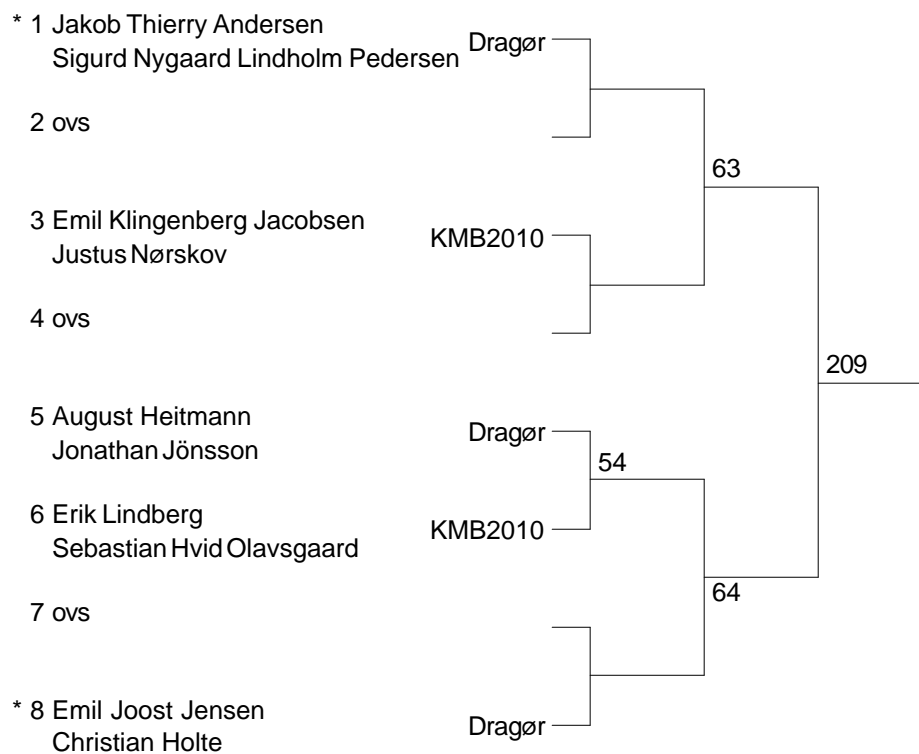 * 1 Jakob Thierry Andersen
Dragør
Sigurd Nygaard Lindholm Pedersen
2 ovs
63
3 Emil Klingenberg Jacobsen
KMB2010
Justus Nørskov
4 ovs
209
5 August Heitmann
Dragør
Jonathan Jönsson
54
6 Erik Lindberg
KMB2010
Sebastian Hvid Olavsgaard
64
7 ovs
* 8 Emil Joost Jensen
Dragør
Christian Holte